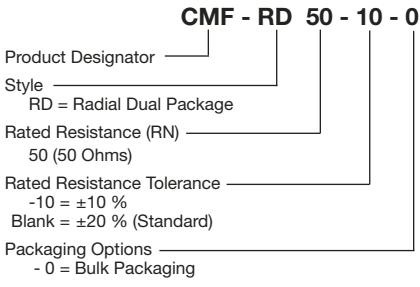 CMF - RD 50 - 10 - 0
Product Designator
Style
RD = Radial Dual Package
Rated Resistance (RN)
50 (50 Ohms)
Rated Resistance Tolerance
-10 = ±10 %
Blank = ±20 % (Standard)
Packaging Options
- 0 = Bulk Packaging